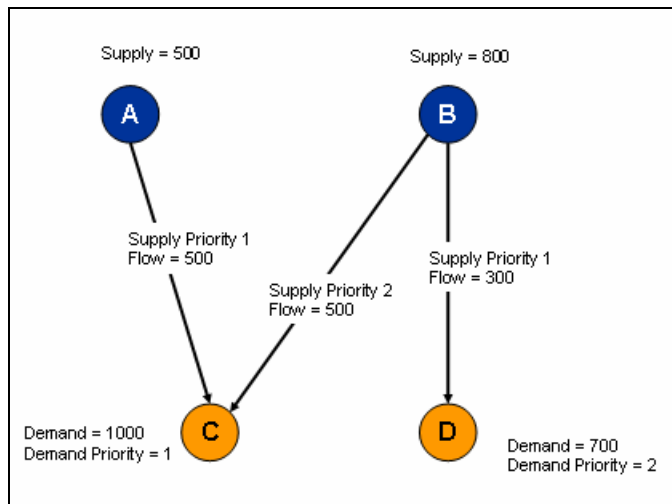 Supply = 500
Supply = 800
A
B
Supply Priority 1
Flow = 500
Supply Priority 2
Flow = 500
Supply Priority 1
Flow = 300
C
D
Demand = 1000
Demand Priority = 1
Demand = 700
Demand Priority = 2